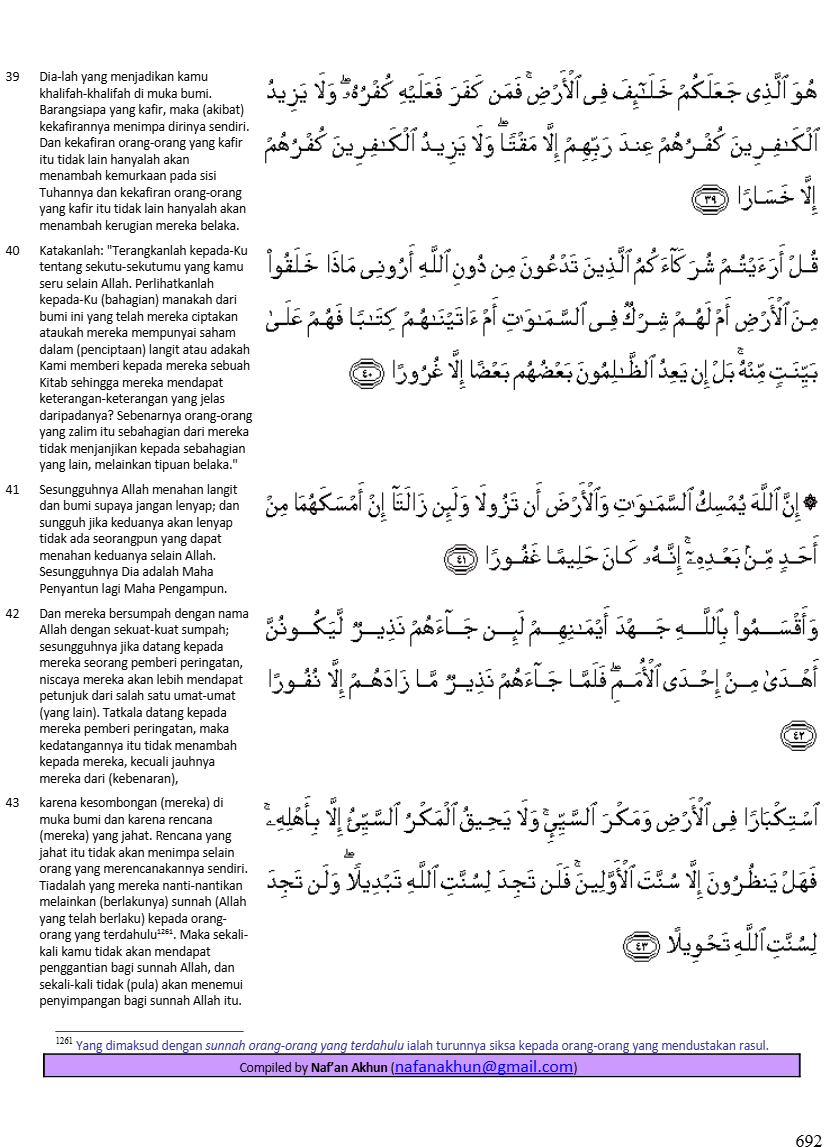 39 Dia-lah yang menjadikan kamu
khalifah-khalifah di muka bumi.
Barangsiapa yang kafir, maka (akibat)
kekafirannya menimpa dirinya sendiri.
Dan kekafiran orang-orang yang kafir
itu tidak lain hanyalah akan
menambah kemurkaan pada sisi
Tuhannya dan kekafiran orang-orang
yang kafir itu tidak lain hanyalah akan
menambah kerugian mereka belaka.
هُوَ ٱلَّذِى جَعَلَكُمْ خَلَـٰٓئِفَ فِى ٱلْأَرْضِ ۚ فَمَن كَفَرَ فَعَلَيْهِ كُفْرُهُۥ ۖ وَلَا يَزِيدُ
ٱلْكَـٰفِرِينَ كُفْرُهُمْ عِندَ رَبِّهِمْ إِلَّا مَقْتًا ۖ وَلَا يَزِيدُ ٱلْكَـٰفِرِينَ كُفْرُهُمْ
إِلَّا خَسَارًا ٣٩
40 Katakanlah: "Terangkanlah kepada-Ku
tentang sekutu-sekutumu yang kamu
seru selain Allah. Perlihatkanlah
kepada-Ku (bahagian) manakah dari
bumi ini yang telah mereka ciptakan
ataukah mereka mempunyai saham
dalam (penciptaan) langit atau adakah
Kami memberi kepada mereka sebuah
Kitab sehingga mereka mendapat
keterangan-keterangan yang jelas
daripadanya? Sebenarnya orang-orang
yang zalim itu sebahagian dari mereka
tidak menjanjikan kepada sebahagian
yang lain, melainkan tipuan belaka."
قُلْ أَرَءَيْتُمْ شُرَكَآءَكُمُ ٱلَّذِينَ تَدْعُونَ مِن دُونِ ٱللَّهِ أَرُونِى مَاذَا خَلَقُوا۟
مِنَ ٱلْأَرْضِ أَمْ لَهُمْ شِرْكٌ فِى ٱلسَّمَـٰوَٰتِ أَمْ ءَاتَيْنَـٰهُمْ كِتَـٰبًا فَهُمْ عَلَىٰ
بَيِّنَتٍ مِّنْهُ ۚ بَلْ إِن يَعِدُ ٱلظَّـٰلِمُونَ بَعْضُهُم بَعْضًا إِلَّا غُرُورًا ٤٠
41 Sesungguhnya Allah menahan langit
dan bumi supaya jangan lenyap; dan
sungguh jika keduanya akan lenyap
tidak ada seorangpun yang dapat
menahan keduanya selain Allah.
Sesungguhnya Dia adalah Maha
Penyantun lagi Maha Pengampun.
۞ إِنَّ ٱللَّهَ يُمْسِكُ ٱلسَّمَـٰوَٰتِ وَٱلْأَرْضَ أَن تَزُولَا ۚ وَلَئِن زَالَتَآ إِنْ أَمْسَكَهُمَا مِنْ
أَحَدٍ مِّنۢ بَعْدِهِۦٓ ۚ إِنَّهُۥ كَانَ حَلِيمًا غَفُورًا ٤١
42 Dan mereka bersumpah dengan nama
Allah dengan sekuat-kuat sumpah;
sesungguhnya jika datang kepada
mereka seorang pemberi peringatan,
niscaya mereka akan lebih mendapat
petunjuk dari salah satu umat-umat
(yang lain). Tatkala datang kepada
mereka pemberi peringatan, maka
kedatangannya itu tidak menambah
kepada mereka, kecuali jauhnya
mereka dari (kebenaran),
وَأَقْسَمُوا۟ بِٱللَّهِ جَهْدَ أَيْمَـٰنِهِمْ لَئِن جَآءَهُمْ نَذِيرٌ لَّيَكُونُنَّ
أَهْدَىٰ مِنْ إِحْدَى ٱلْأُمَمِ ۖ فَلَمَّا جَآءَهُمْ نَذِيرٌ مَّا زَادَهُمْ إِلَّا نُفُورًا
٤٢
43 karena kesombongan (mereka) di
muka bumi dan karena rencana
(mereka) yang jahat. Rencana yang
jahat itu tidak akan menimpa selain
orang yang merencanakannya sendiri.
Tiadalah yang mereka nanti-nantikan
melainkan (berlakunya) sunnah (Allah
yang telah berlaku) kepada orang-
orang yang terdahulu¹²⁶¹. Maka sekali-
kali kamu tidak akan mendapat
penggantian bagi sunnah Allah, dan
sekali-kali tidak (pula) akan menemui
penyimpangan bagi sunnah Allah itu.
ٱسْتِكْبَارًا فِى ٱلْأَرْضِ وَمَكْرَ ٱلسَّيِّئِ ۚ وَلَا يَحِيقُ ٱلْمَكْرُ ٱلسَّيِّئُ إِلَّا بِأَهْلِهِۦ ۚ
فَهَلْ يَنظُرُونَ إِلَّا سُنَّتَ ٱلْأَوَّلِينَ ۚ فَلَن تَجِدَ لِسُنَّتِ ٱللَّهِ تَبْدِيلًا ۖ وَلَن تَجِدَ
لِسُنَّتِ ٱللَّهِ تَحْوِيلًا ٤٣
¹²⁶¹ Yang dimaksud dengan sunnah orang-orang yang terdahulu ialah turunnya siksa kepada orang-orang yang mendustakan rasul.
Compiled by Naf’an Akhun (nafanakhun@gmail.com)
692